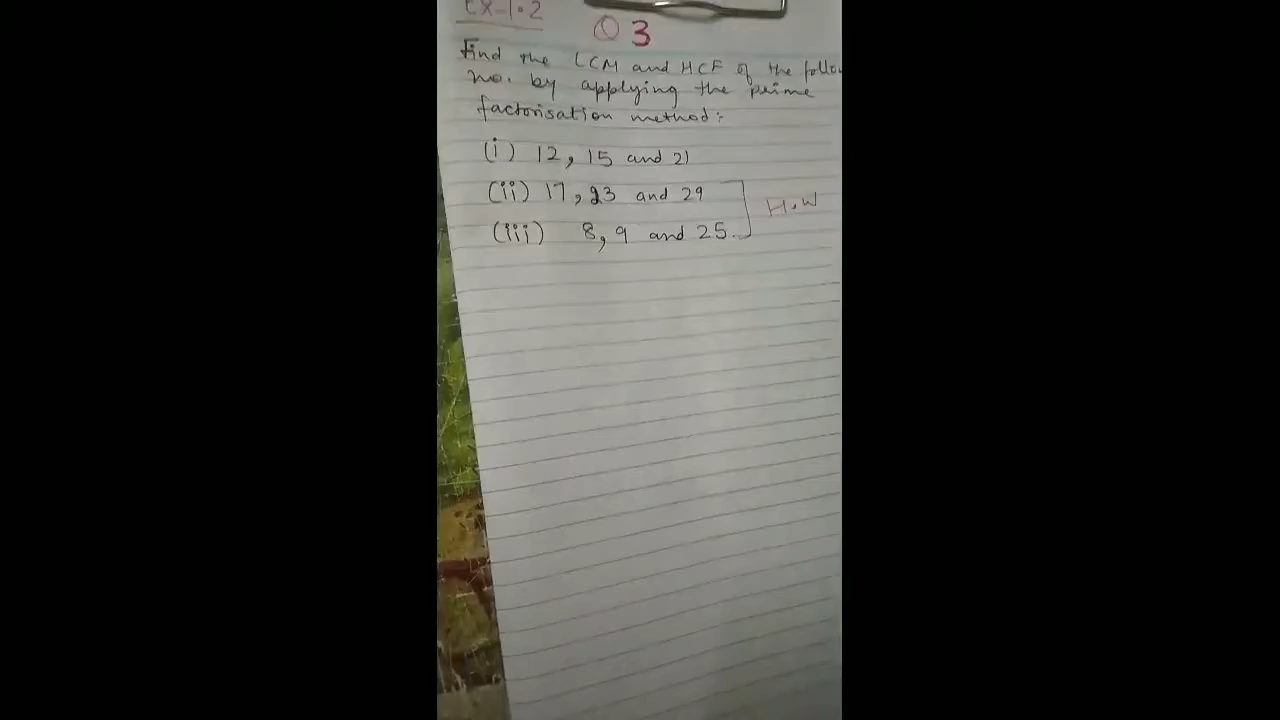 Ex-1.2
Q 3
Find the LCM and HCF of the follo
no. by applying the prime
factorisation method:
(i) 12, 15 and 21
(ii) 17, 23 and 29
H.W
(iii) 8, 9 and 25.